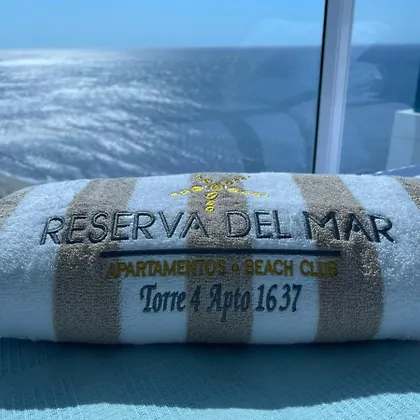 RESERVA DEL MAR
APARTAMENTOS • BEACH CLUB
Torre 4 Apto 1637